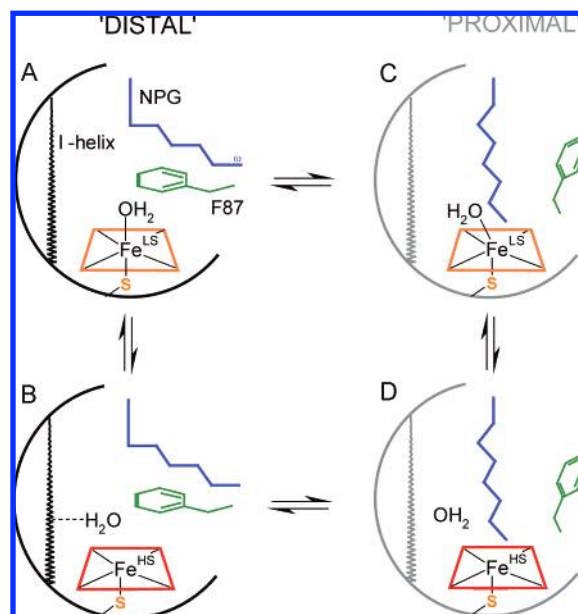 'DISTAL'
'PROXIMAL'
A
NPG
ω
I-helix
F87
OH2
Fe LS
S
C
H2O
Fe LS
S
B
H2O
Fe HS
S
D
OH2
Fe HS
S